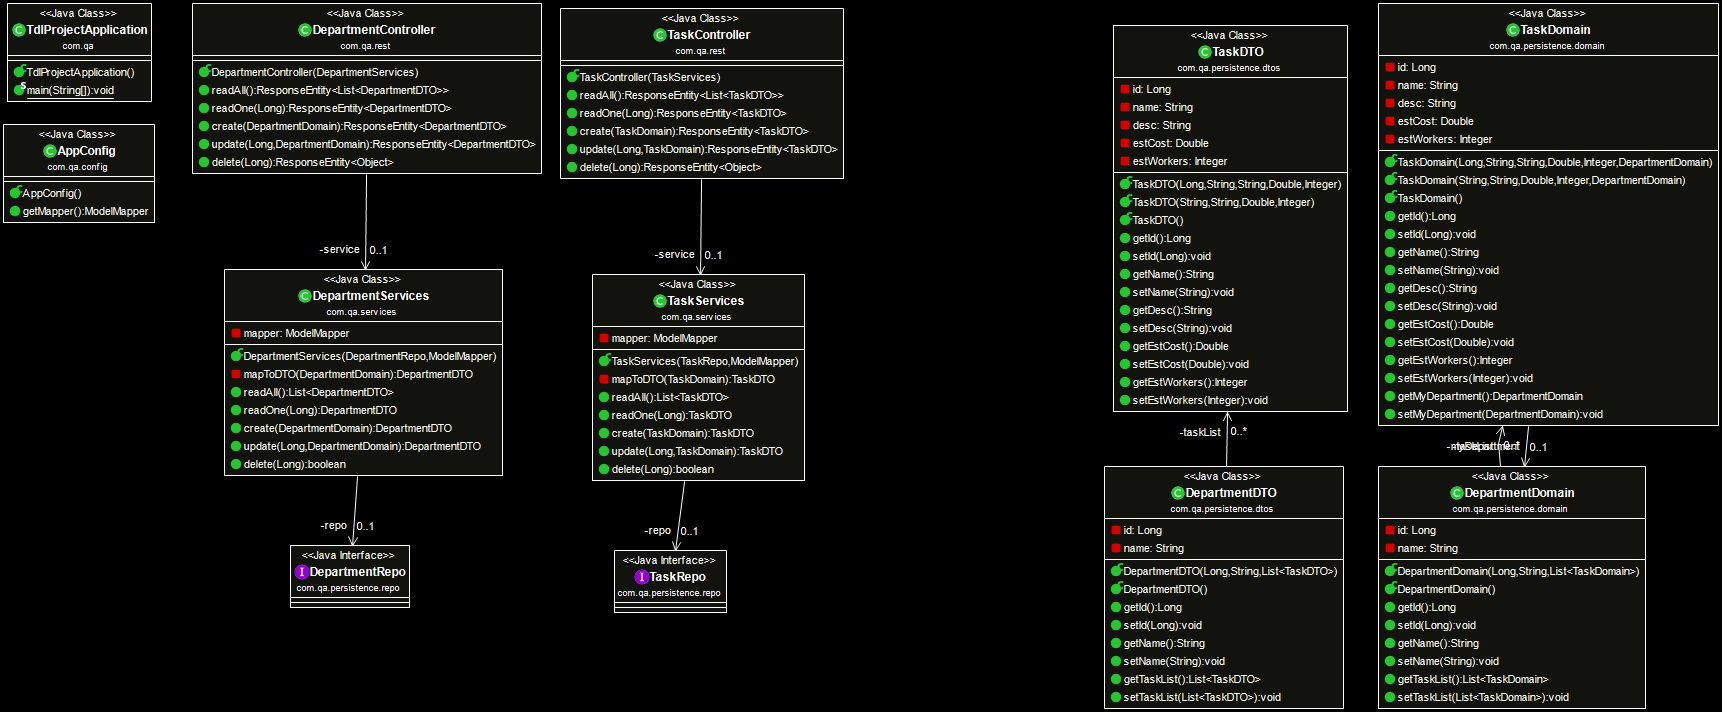 <<Java Class>>
TdlProjectApplication
com.qa
TdlProjectApplication()
main(String[]):void
<<Java Class>>
AppConfig
com.qa.config
AppConfig()
getMapper():ModelMapper
<<Java Class>>
DepartmentController
com.qa.rest
DepartmentController(DepartmentServices)
readAll():ResponseEntity<List<DepartmentDTO>>
readOne(Long):ResponseEntity<DepartmentDTO>
create(DepartmentDomain):ResponseEntity<DepartmentDTO>
update(Long,DepartmentDomain):ResponseEntity<DepartmentDTO>
delete(Long):ResponseEntity<Object>
-service 0..1
<<Java Class>>
DepartmentServices
com.qa.services
mapper: ModelMapper
DepartmentServices(DepartmentRepo,ModelMapper)
mapToDTO(DepartmentDomain):DepartmentDTO
readAll():List<DepartmentDTO>
readOne(Long):DepartmentDTO
create(DepartmentDomain):DepartmentDTO
update(Long,DepartmentDomain):DepartmentDTO
delete(Long):boolean
-repo 0..1
<<Java Interface>>
DepartmentRepo
com.qa.persistence.repo
<<Java Class>>
TaskController
com.qa.rest
TaskController(TaskServices)
readAll():ResponseEntity<List<TaskDTO>>
readOne(Long):ResponseEntity<TaskDTO>
create(TaskDomain):ResponseEntity<TaskDTO>
update(Long,TaskDomain):ResponseEntity<TaskDTO>
delete(Long):ResponseEntity<Object>
-service 0..1
<<Java Class>>
TaskServices
com.qa.services
mapper: ModelMapper
TaskServices(TaskRepo,ModelMapper)
mapToDTO(TaskDomain):TaskDTO
readAll():List<TaskDTO>
readOne(Long):TaskDTO
create(TaskDomain):TaskDTO
update(Long,TaskDomain):TaskDTO
delete(Long):boolean
-repo 0..1
<<Java Interface>>
TaskRepo
com.qa.persistence.repo
<<Java Class>>
TaskDTO
com.qa.persistence.dtos
id: Long
name: String
desc: String
estCost: Double
estWorkers: Integer
TaskDTO(Long,String,String,Double,Integer)
TaskDTO(String,String,Double,Integer)
TaskDTO()
getId():Long
setId(Long):void
getName():String
setName(String):void
getDesc():String
setDesc(String):void
getEstCost():Double
setEstCost(Double):void
getEstWorkers():Integer
setEstWorkers(Integer):void
-taskList 0..*
<<Java Class>>
DepartmentDTO
com.qa.persistence.dtos
id: Long
name: String
DepartmentDTO(Long,String,List<TaskDTO>)
DepartmentDTO()
getId():Long
setId(Long):void
getName():String
setName(String):void
getTaskList():List<TaskDTO>
setTaskList(List<TaskDTO>):void
<<Java Class>>
TaskDomain
com.qa.persistence.domain
id: Long
name: String
desc: String
estCost: Double
estWorkers: Integer
TaskDomain(Long,String,String,Double,Integer,DepartmentDomain)
TaskDomain(String,String,Double,Integer,DepartmentDomain)
TaskDomain()
getId():Long
setId(Long):void
getName():String
setName(String):void
getDesc():String
setDesc(String):void
getEstCost():Double
setEstCost(Double):void
getEstWorkers():Integer
setEstWorkers(Integer):void
getMyDepartment():DepartmentDomain
setMyDepartment(DepartmentDomain):void
0..* 0..1
<<Java Class>>
DepartmentDomain
com.qa.persistence.domain
id: Long
name: String
DepartmentDomain(Long,String,List<TaskDomain>)
DepartmentDomain()
getId():Long
setId(Long):void
getName():String
setName(String):void
getTaskList():List<TaskDomain>
setTaskList(List<TaskDomain>):void